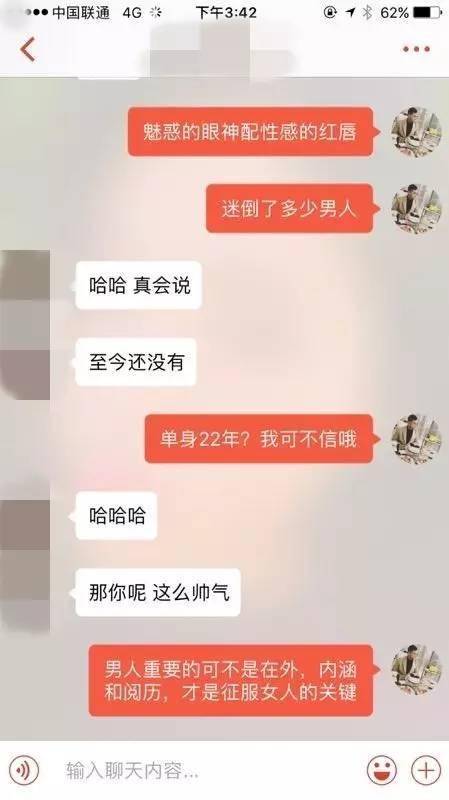 中国联通 4G 下午3:42 62%
魅惑的眼神配性感的红唇
迷倒了多少男人
哈哈 真会说
至今还没有
单身22年？我可不信哦
哈哈哈
那你呢 这么帅气
男人重要的可不是在外，内涵
和阅历，才是征服女人的关键
输入聊天内容...